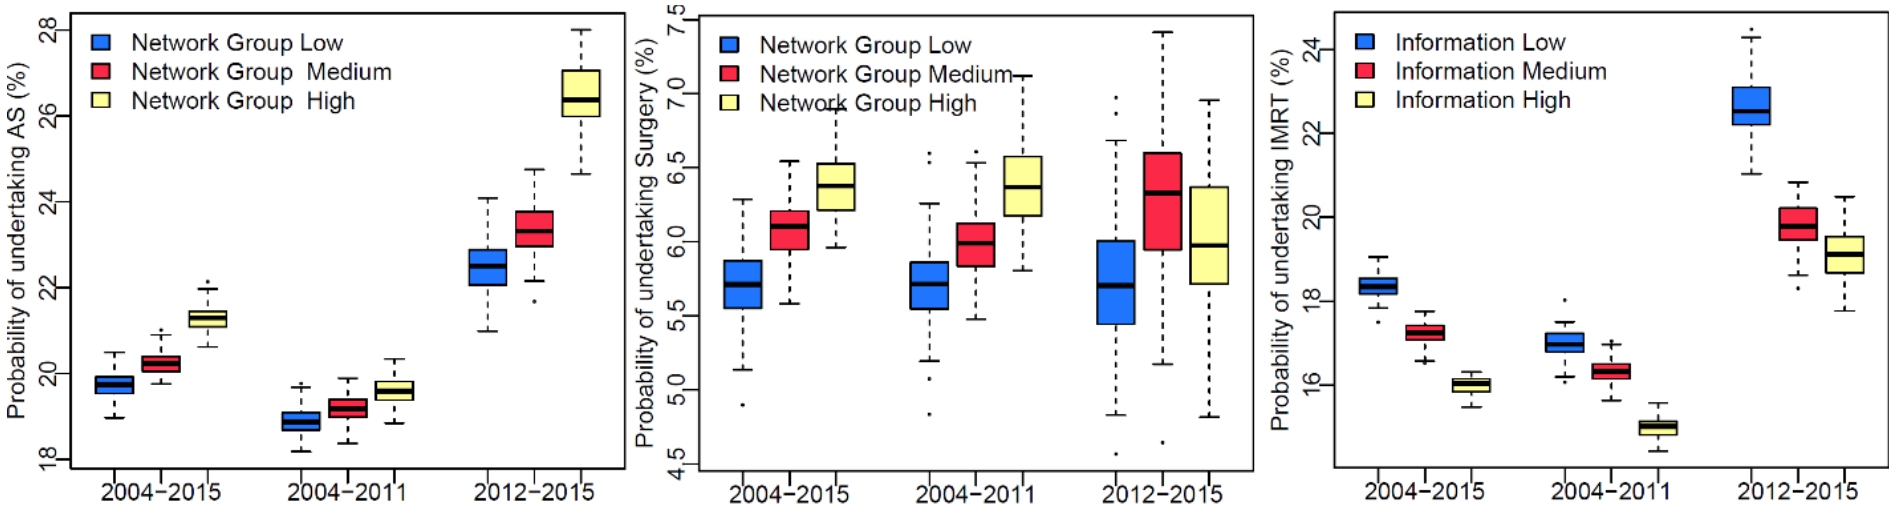 Probability of undertaking AS (%)
28
26
24
22
20
18
Network Group Low
Network Group Medium
Network Group High
2004-2015
2004-2011
2012-2015
Probability of undertaking Surgery (%)
7.5
7.0
6.5
6.0
5.5
5.0
4.5
Network Group Low
Network Group Medium
Network Group High
2004-2015
2004-2011
2012-2015
Probability of undertaking IMRT (%)
24
22
20
18
16
Information Low
Information Medium
Information High
2004-2015
2004-2011
2012-2015